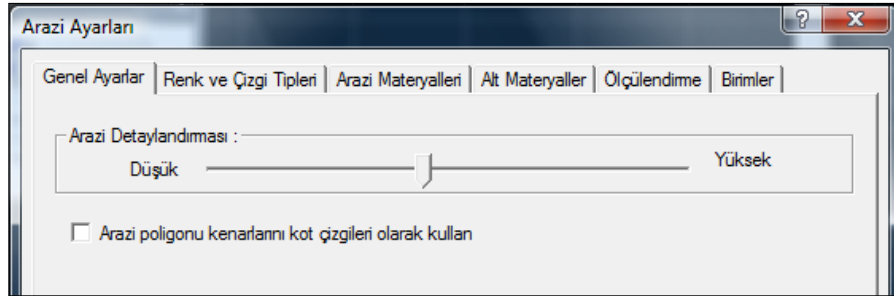 Arazi Ayarları
Genel Ayarlar Renk ve Çizgi Tipleri Arazi Materyalleri Alt Materyaller Ölçülendirme Birimler
Arazi Detaylandırması :
Düşük Yüksek
Arazi poligonu kenarlarını kot çizgileri olarak kullan